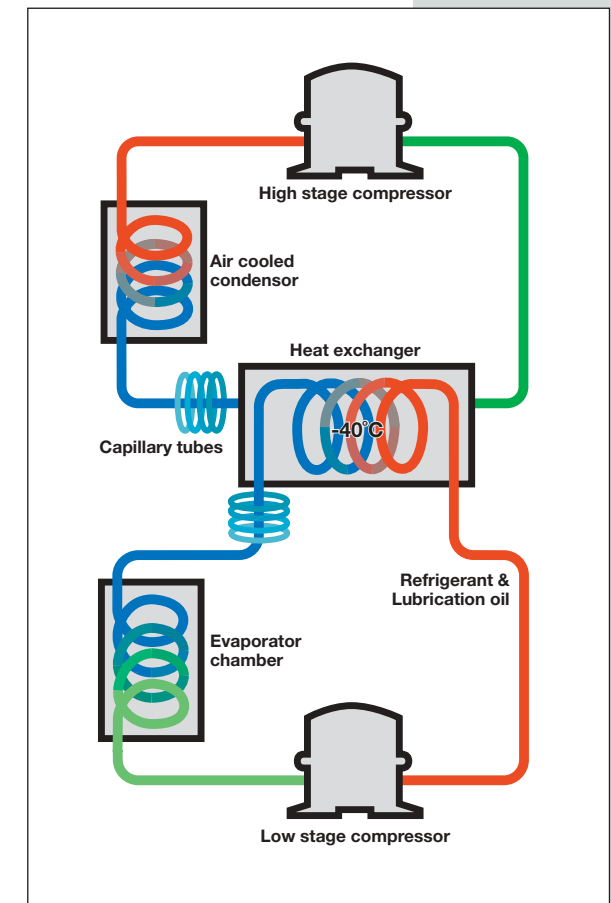 High stage compressor
Air cooled
condensor
Heat exchanger
-40°C
Capillary tubes
Refrigerant &
Lubrication oil
Evaporator
chamber
Low stage compressor